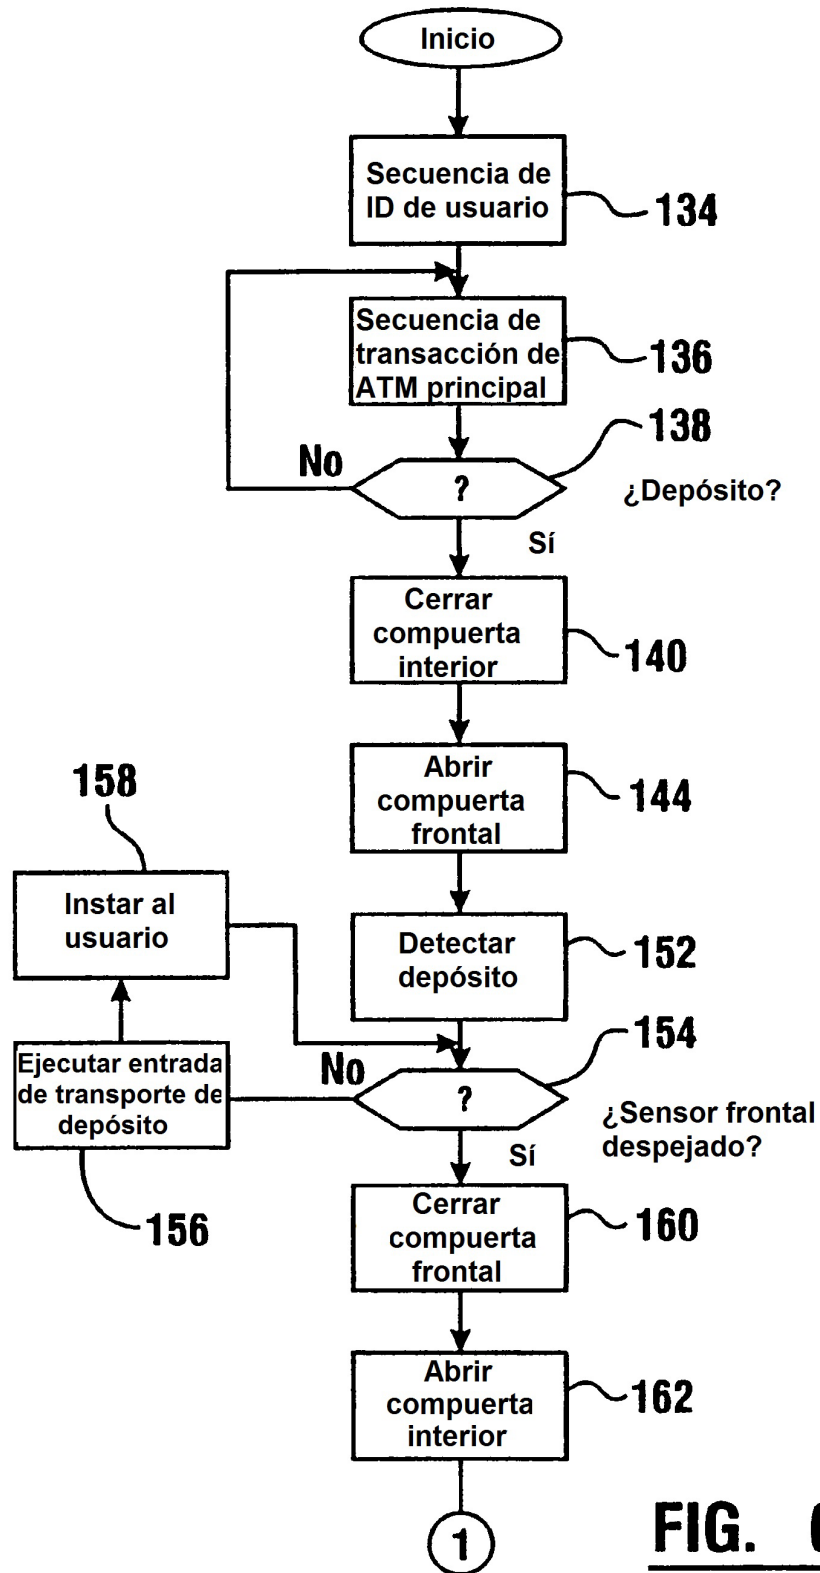 Inicio
Secuencia de
ID de usuario
134
Secuencia de
transacción de
ATM principal
136
138
No
?
¿Depósito?
Sí
Cerrar
compuerta
interior
140
Abrir
compuerta
frontal
144
158
Instar al
usuario
Detectar
depósito
152
154
Ejecutar entrada
de transporte de
depósito
No
?
¿Sensor frontal
despejado?
Sí
156
Cerrar
compuerta
frontal
160
Abrir
compuerta
interior
162
1
FIG.